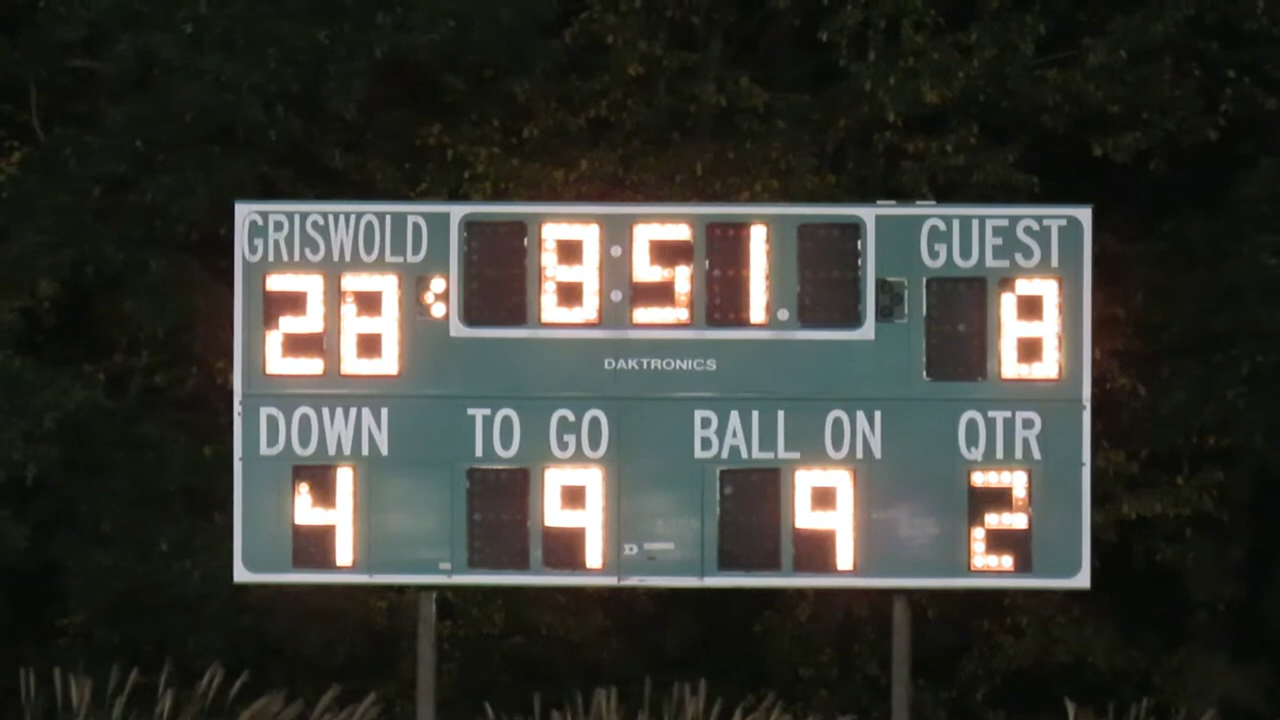 GRISWOLD 8:51 GUEST
28 8
DAKTRONICS
DOWN TO GO BALL ON QTR
4 9 9 2